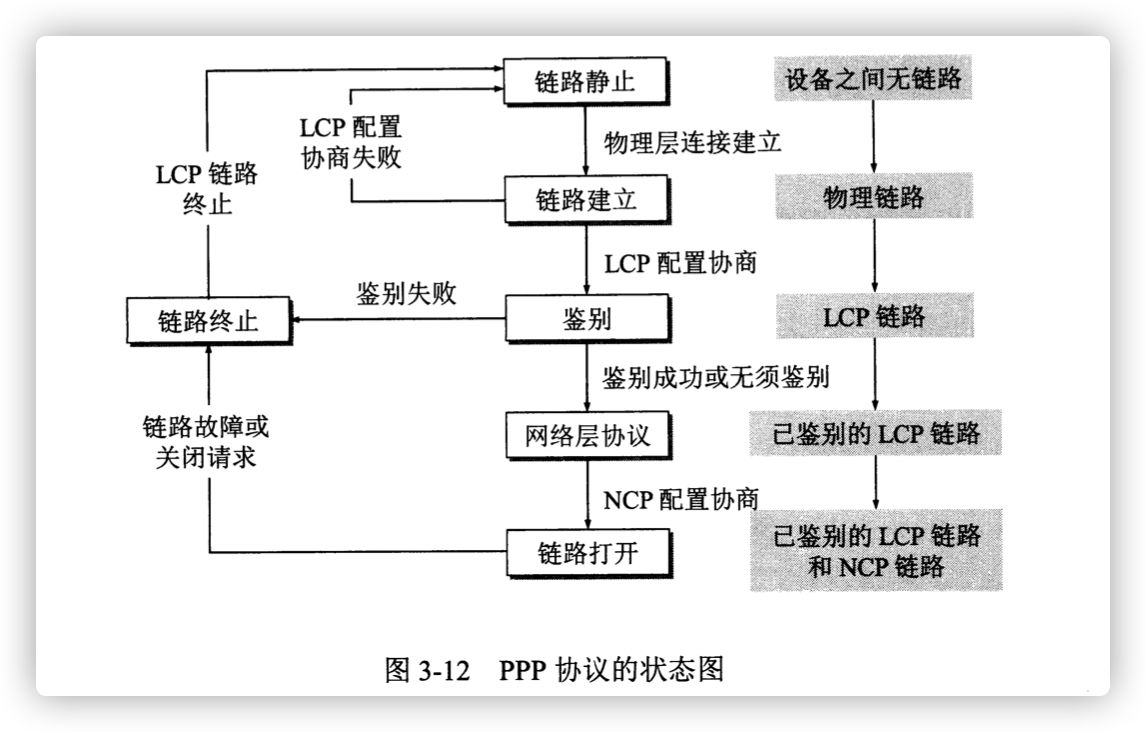 链路静止
设备之间无链路
LCP 配置
协商失败
物理层连接建立
LCP 链路
终止
链路建立
物理链路
LCP 配置协商
鉴别失败
链路终止
鉴别
LCP 链路
鉴别成功或无须鉴别
链路故障或
关闭请求
网络层协议
已鉴别的 LCP 链路
NCP 配置协商
链路打开
已鉴别的 LCP 链路
和 NCP 链路
图 3-12 PPP 协议的状态图